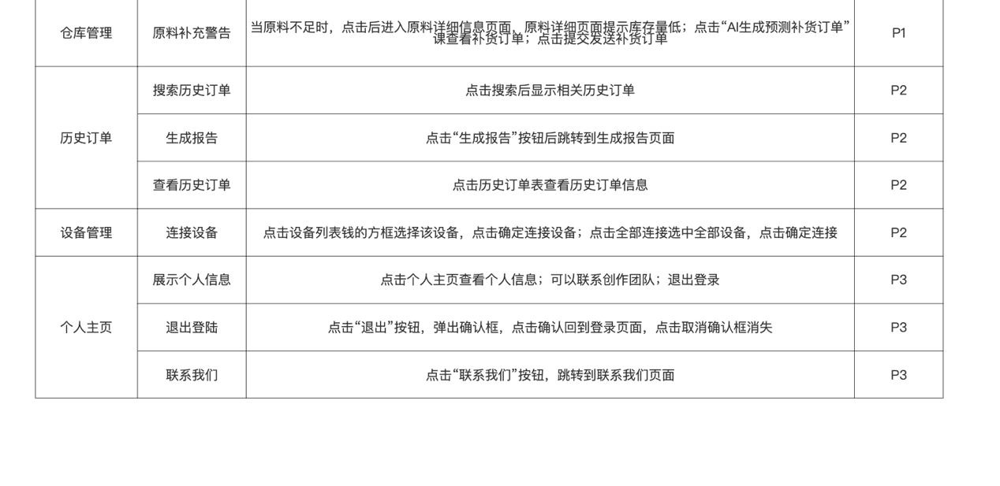 仓库管理
原料补充警告
当原料不足时，点击后进入原料详细信息页面，原料详细页面提示库存量低；点击“AI生成预测补货订单”
课查看补货订单；点击提交发送补货订单
P1
历史订单
搜索历史订单
点击搜索后显示相关历史订单
P2
生成报告
点击“生成报告”按钮后跳转到生成报告页面
P2
查看历史订单
点击历史订单表查看历史订单信息
P2
设备管理
连接设备
点击设备列表钱的方框选择该设备，点击确定连接设备；点击全部连接选中全部设备，点击确定连接
P2
个人主页
展示个人信息
点击个人主页查看个人信息；可以联系创作团队；退出登录
P3
退出登陆
点击“退出”按钮，弹出确认框，点击确认回到登录页面，点击取消确认框消失
P3
联系我们
点击“联系我们”按钮，跳转到联系我们页面
P3